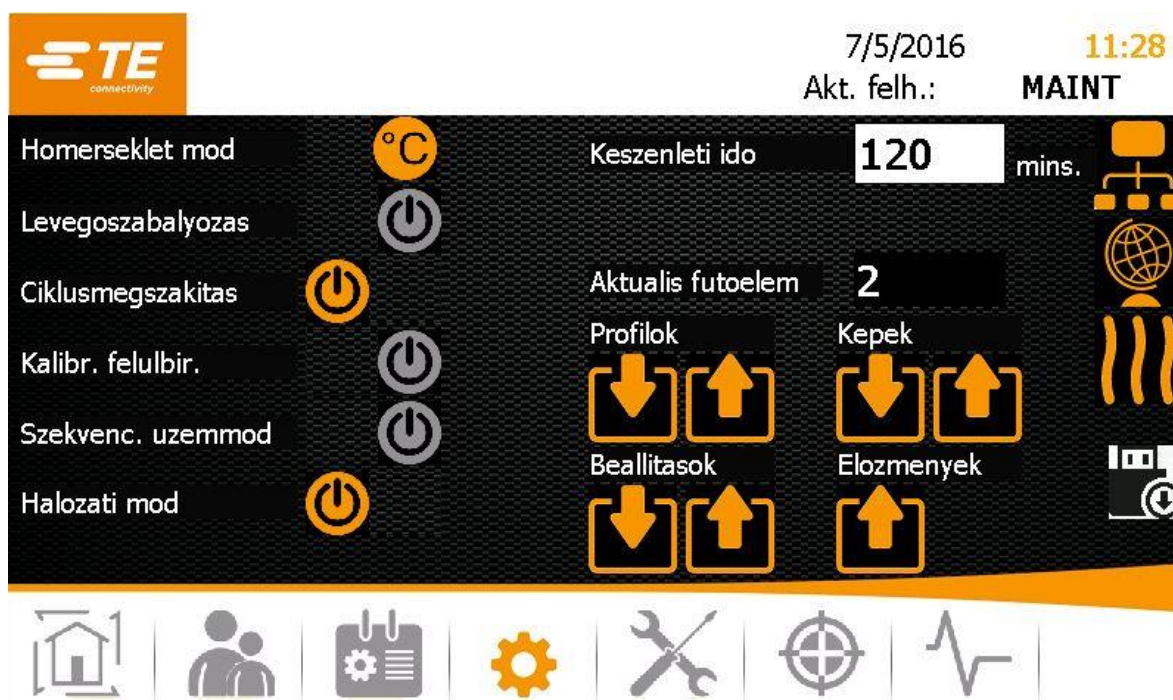 TE
connectivity
7/5/2016 11:28
Akt. felh.: MAINT
Homerseklet mod °C
Levegoszabalyozas
Ciklusmegszakitas
Kalibr. felulbir.
Szekvenc. uzemmod
Halozati mod
Keszenleti ido 120 mins.
Aktualis futoelem 2
Profilok Kepek
Beallitasok Elozmenyek